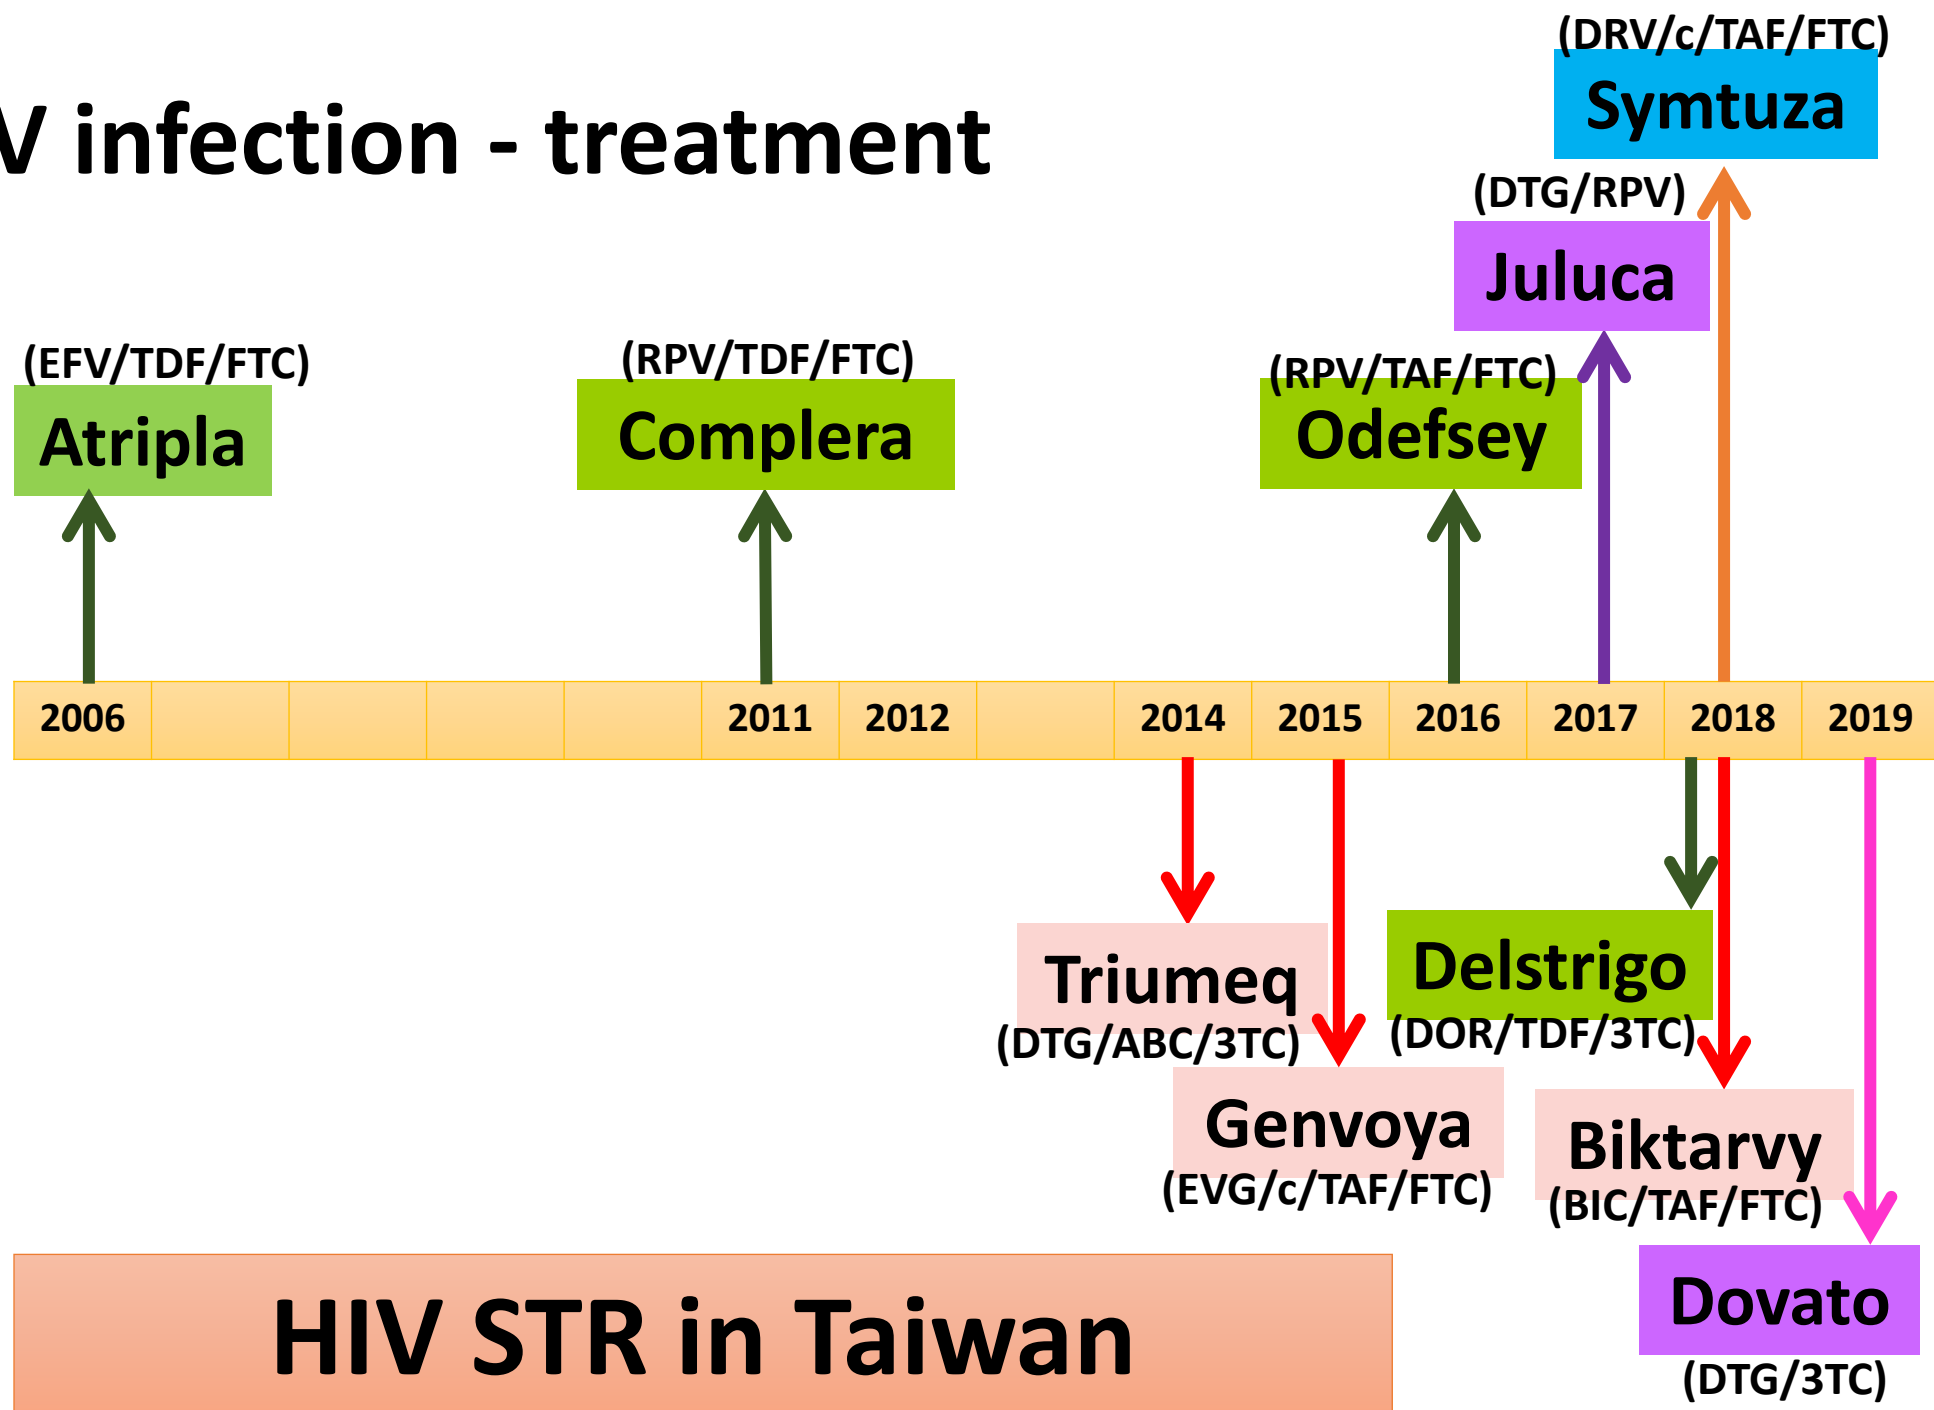 (DRV/c/TAF/FTC)
Symtuza
V infection - treatment
(DTG/RPV)
Juluca
(EFV/TDF/FTC)
Atripla
(RPV/TDF/FTC)
Complera
(RPV/TAF/FTC)
Odefsey
2006 2011 2012 2014 2015 2016 2017 2018 2019
Triumeq
(DTG/ABC/3TC)
Delstrigo
(DOR/TDF/3TC)
Genvoya
(EVG/c/TAF/FTC)
Biktarvy
(BIC/TAF/FTC)
HIV STR in Taiwan
Dovato
(DTG/3TC)